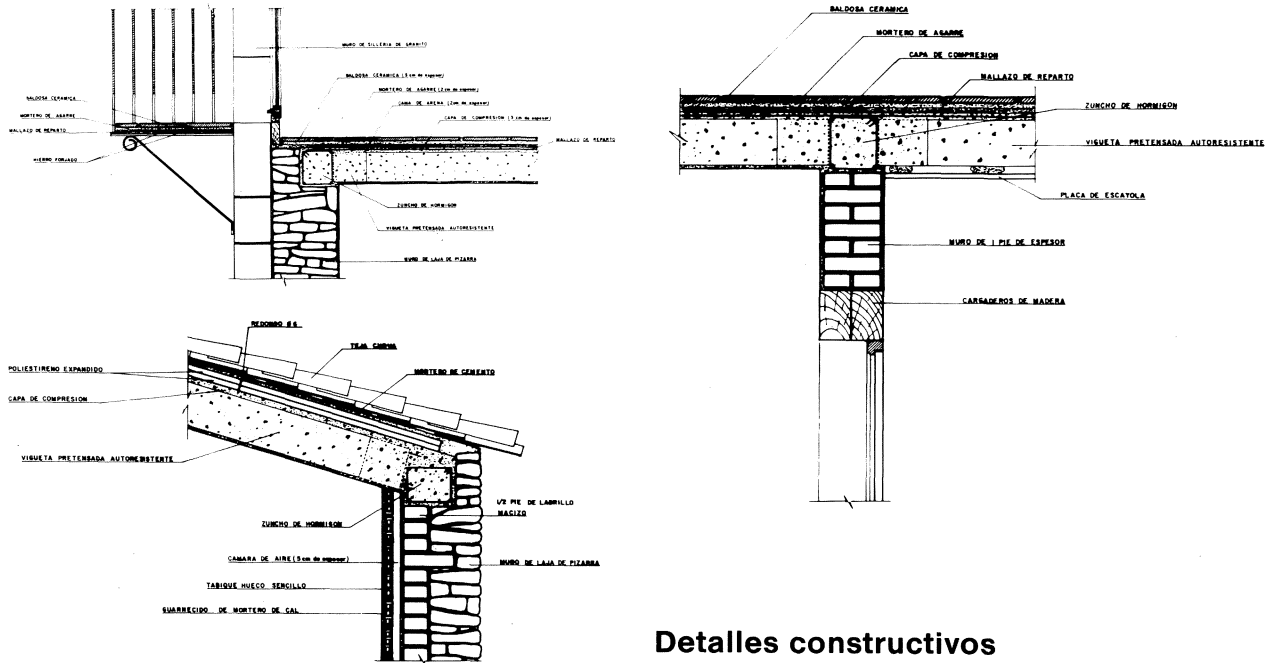 MURO DE SILLERIA DE GRANITO
BALDOSA CERAMICA (3 cm de espesor)
MORTERO DE AGARRE (2 cm de espesor)
CAMA DE ARENA (2 cm de espesor)
CAPA DE COMPRESION (3 cm de espesor)
MALLAZO DE REPARTO
BALDOSA CERAMICA
MORTERO DE AGARRE
MALLAZO DE REPARTO
HIERRO FORJADO
ZUNCHO DE HORMIGON
VIGUETA PRETENSADA AUTORESISTENTE
MURO DE LAJA DE PIZARRA
BALDOSA CERAMICA
MORTERO DE AGARRE
CAPA DE COMPRESION
MALLAZO DE REPARTO
ZUNCHO DE HORMIGON
VIGUETA PRETENSADA AUTORESISTENTE
PLACA DE ESCAYOLA
MURO DE 1 PIE DE ESPESOR
CARGADEROS DE MADERA
REDONDO Ø 6
TEJA CURVA
POLIESTIRENO EXPANDIDO
MORTERO DE CEMENTO
CAPA DE COMPRESION
VIGUETA PRETENSADA AUTORESISTENTE
1/2 PIE DE LADRILLO
MACIZO
ZUNCHO DE HORMIGON
CAMARA DE AIRE (5 cm de espesor)
MURO DE LAJA DE PIZARRA
TABIQUE HUECO SENCILLO
GUARNECIDO DE MORTERO DE CAL
Detalles constructivos